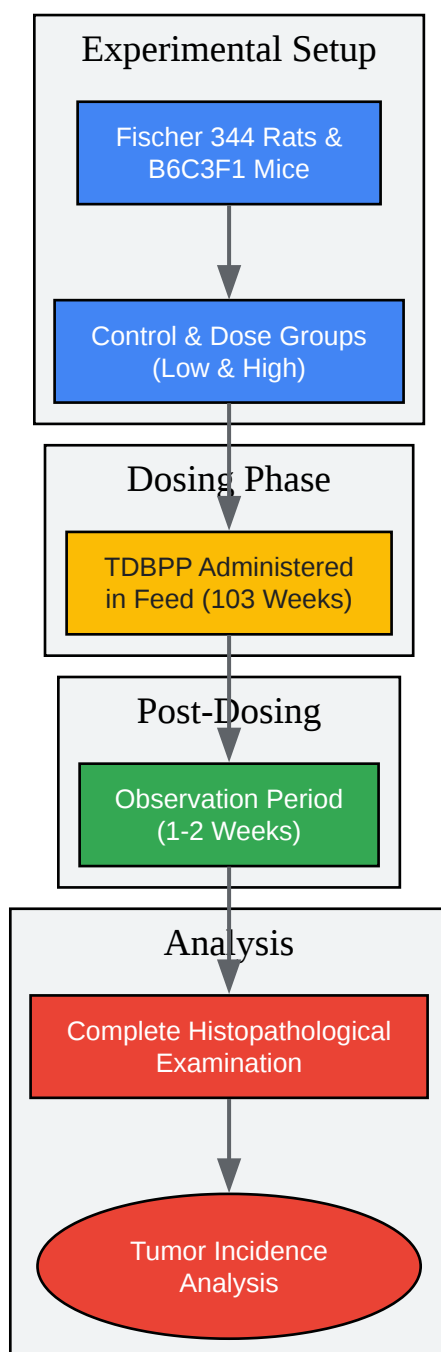 Experimental Setup
Fischer 344 Rats &
B6C3F1 Mice
Control & Dose Groups
(Low & High)
Dosing Phase
TDBPP Administered
in Feed (103 Weeks)
Post-Dosing
Observation Period
(1-2 Weeks)
Analysis
Complete Histopathological
Examination
Tumor Incidence
Analysis